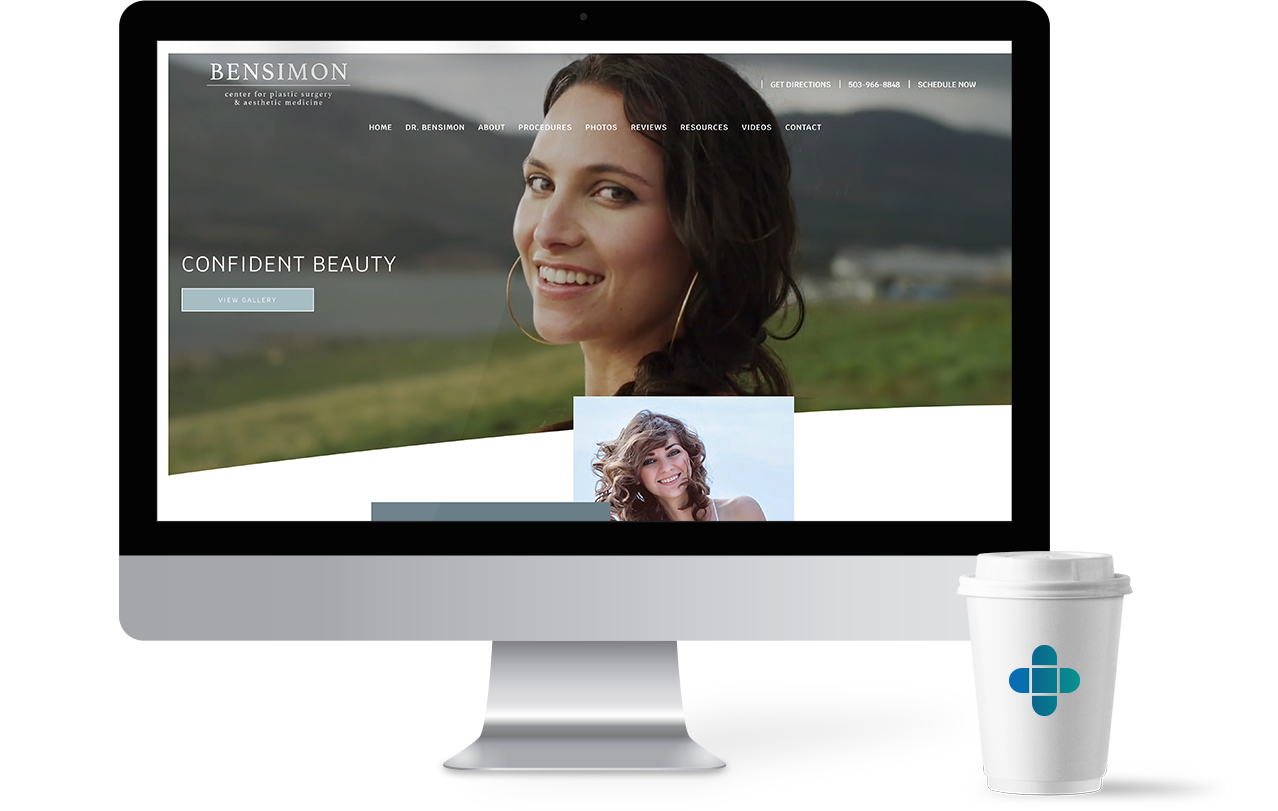 BENSIMON
center for plastic surgery
& aesthetic medicine
GET DIRECTIONS | 503-966-8848 | SCHEDULE NOW
HOME DR. BENSIMON ABOUT PROCEDURES PHOTOS REVIEWS RESOURCES VIDEOS CONTACT
CONFIDENT BEAUTY
VIEW GALLERY